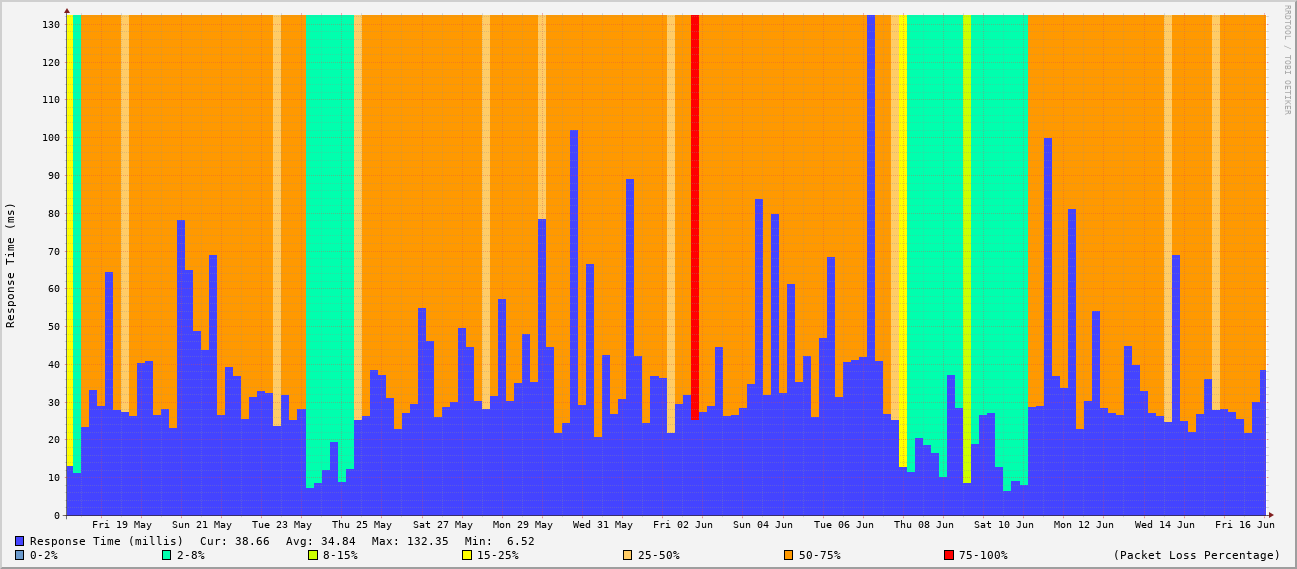 RRDTOOL / TOBI OETIKER
Response Time (ms)
130
120
110
100
90
80
70
60
50
40
30
20
10
0
Fri 19 May Sun 21 May Tue 23 May Thu 25 May Sat 27 May Mon 29 May Wed 31 May Fri 02 Jun Sun 04 Jun Tue 06 Jun Thu 08 Jun Sat 10 Jun Mon 12 Jun Wed 14 Jun Fri 16 Jun
Response Time (millis) Cur: 38.66 Avg: 34.84 Max: 132.35 Min: 6.52
0-2% 2-8% 8-15% 15-25% 25-50% 50-75% 75-100% (Packet Loss Percentage)